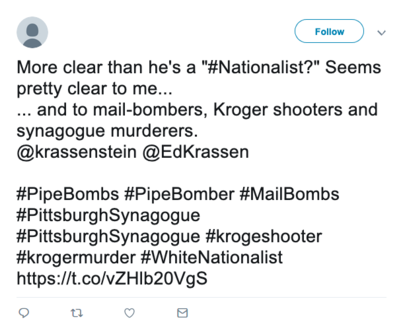 Follow
More clear than he's a "#Nationalist?" Seems
pretty clear to me...
... and to mail-bombers, Kroger shooters and
synagogue murderers.
@krassenstein @EdKrassen
#PipeBombs #PipeBomber #MailBombs
#PittsburghSynagogue
#PittsburghSynagogue #krogeshooter
#krogermurder #WhiteNationalist
https://t.co/vZHlb20VgS